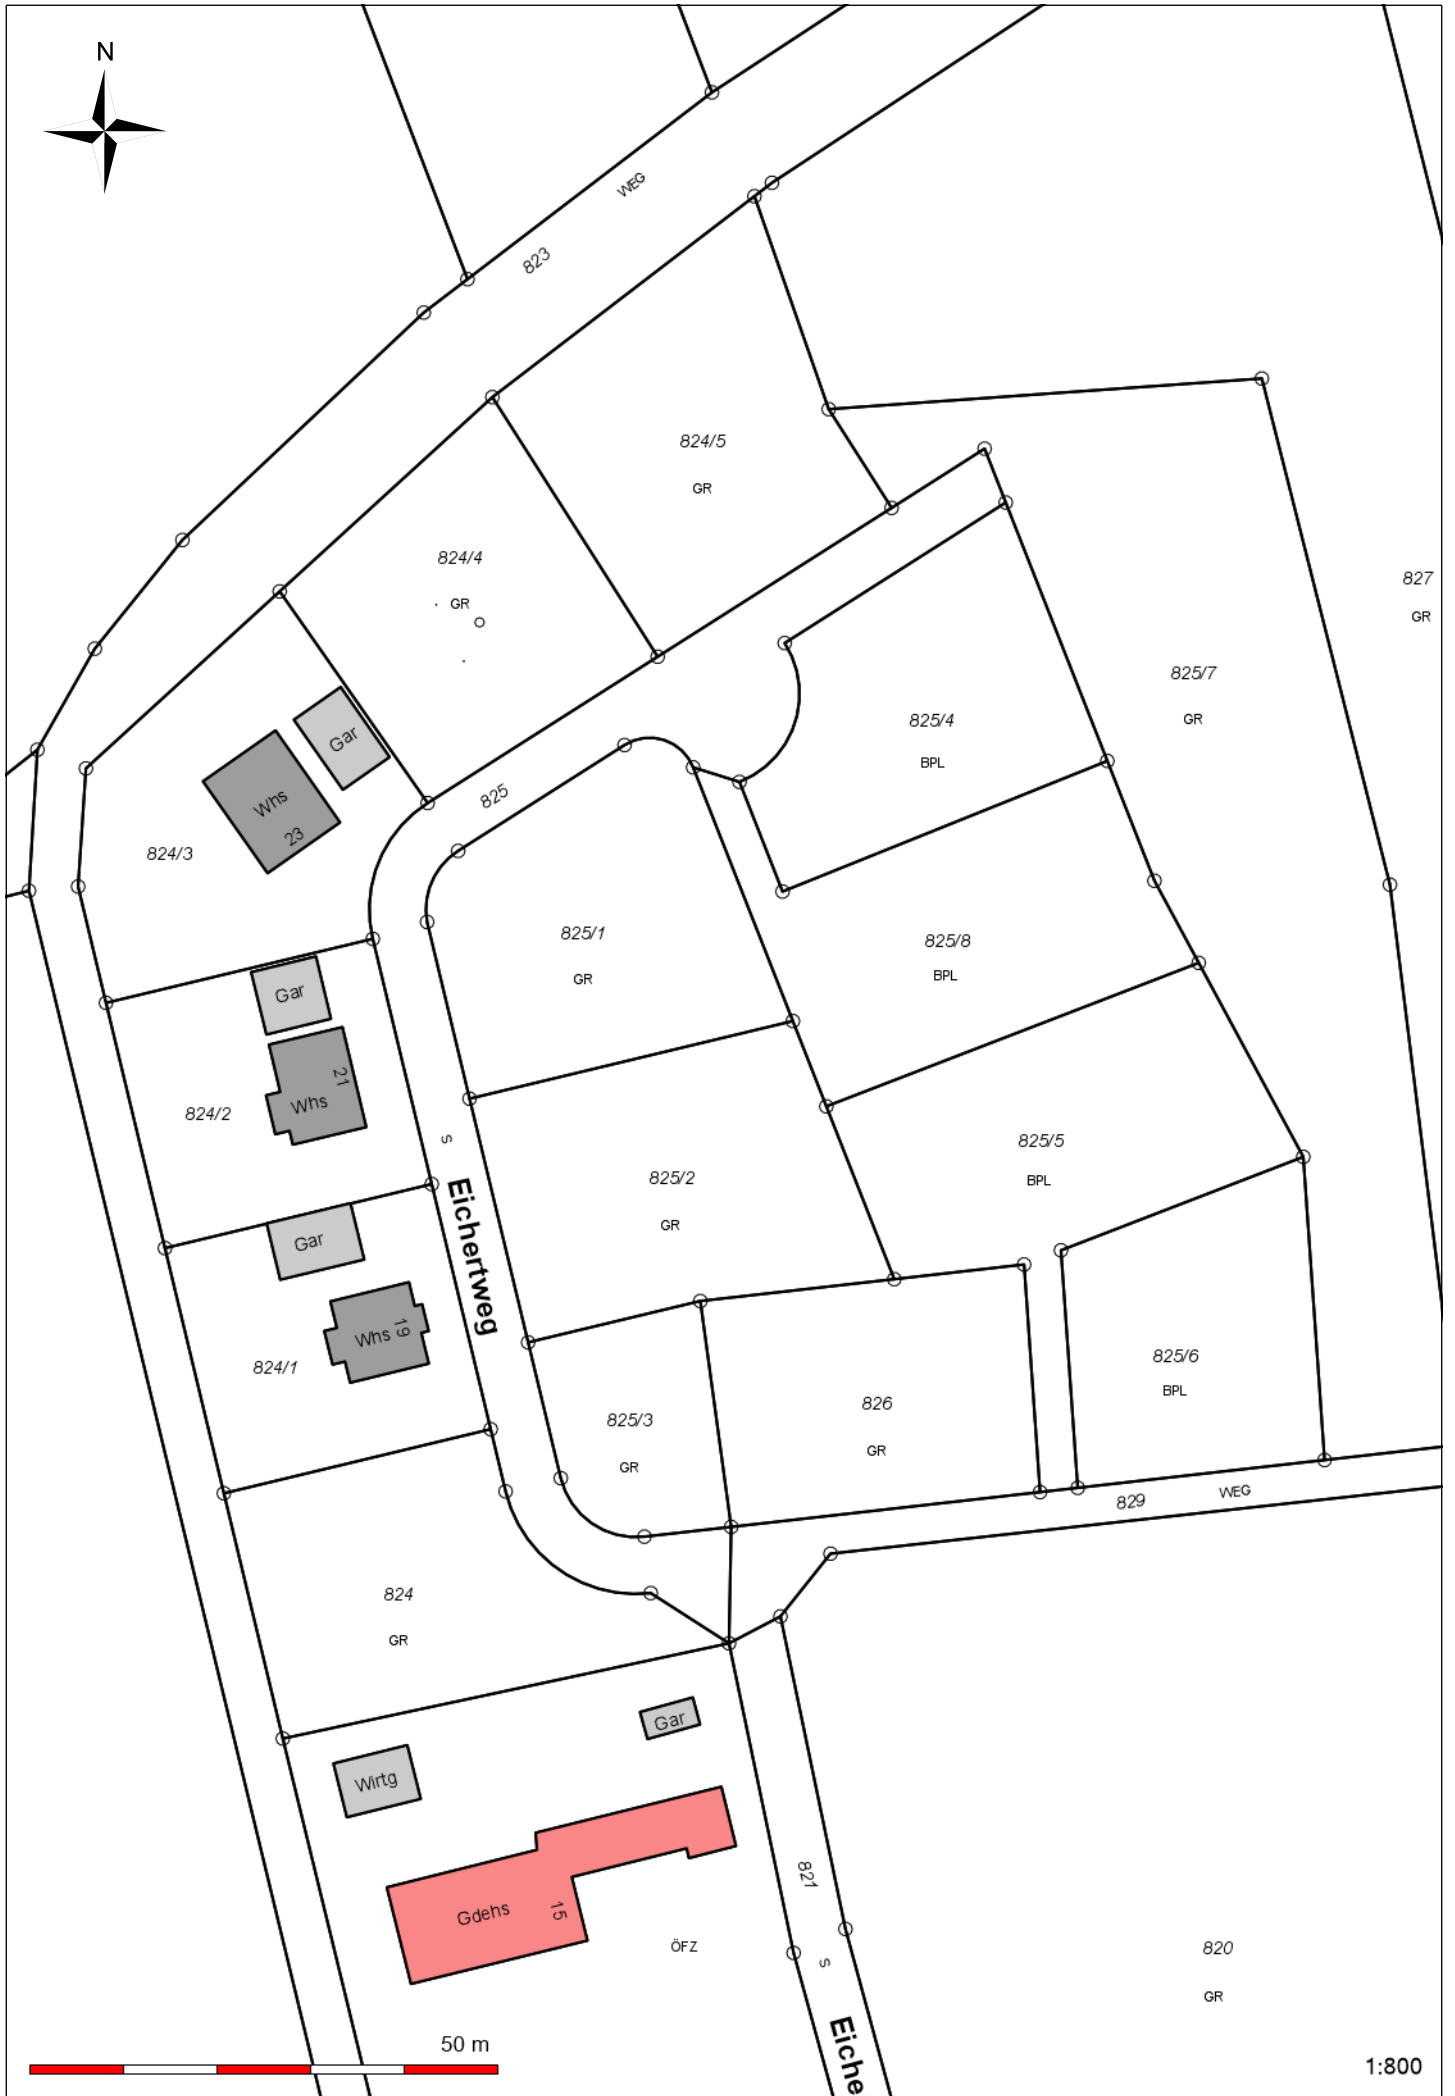 N
WEG
823
824/5
GR
824/4
GR
827
GR
825/7
GR
825/4
BPL
Gar
Whs
23
825
824/3
825/1
GR
825/8
BPL
Gar
21
Whs
824/2
s
Eichertweg
825/2
GR
825/5
BPL
Gar
Whs
19
824/1
825/3
GR
826
GR
825/6
BPL
829
WEG
824
GR
Gar
Wirtg
821
Gdehs
15
ÖFZ
s
820
GR
Eiche
50 m
1:800